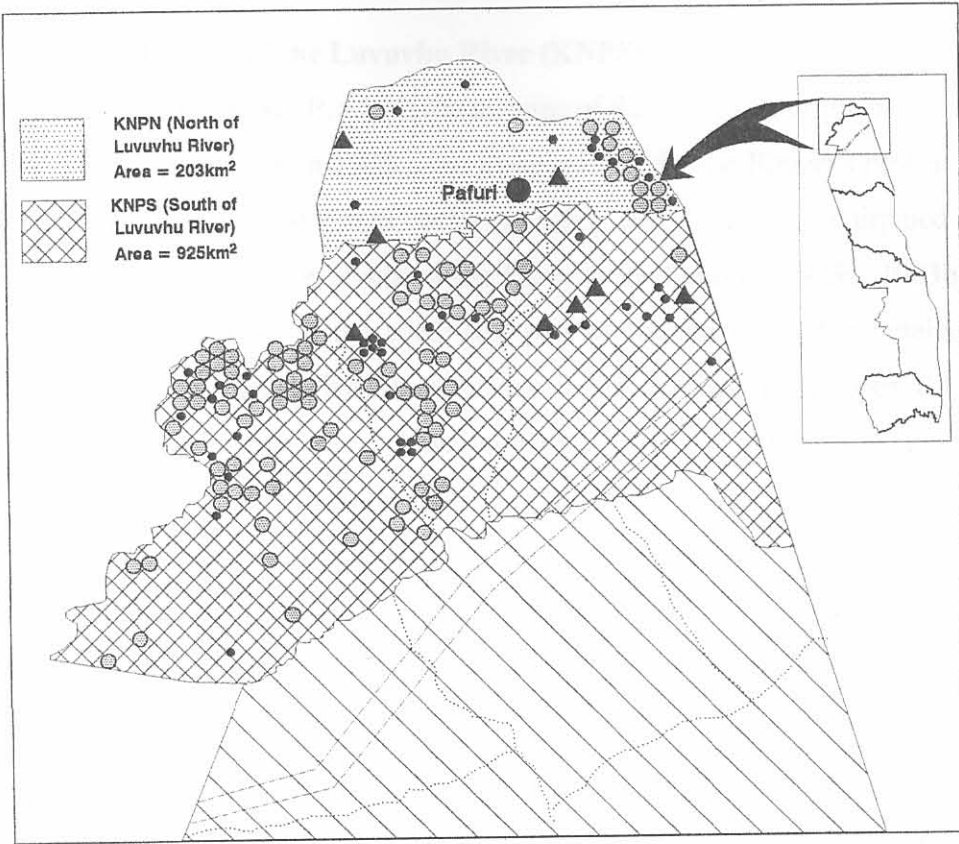 KNPN (North of
Luvuvhu River)
Area = 203km²
KNPS (South of
Luvuvhu River)
Area = 925km²
Pafuri